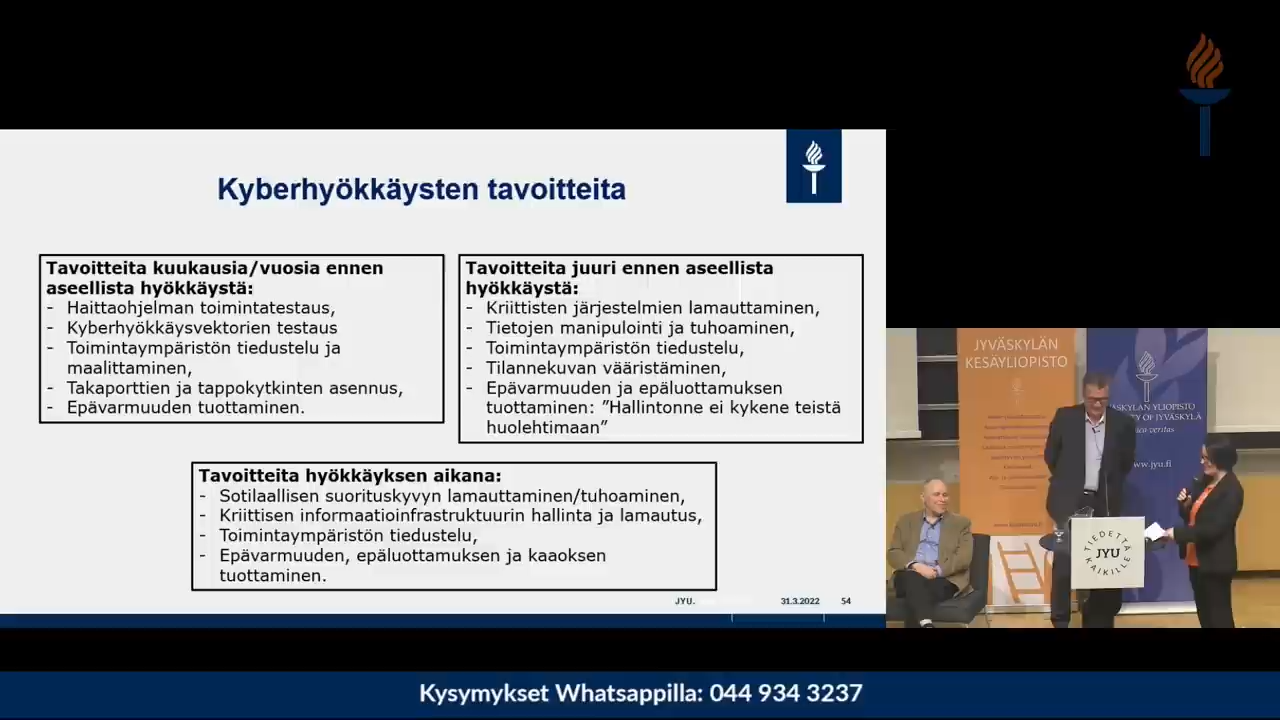 Kyberhyökkäysten tavoitteita
Tavoitteita kuukausia/vuosia ennen
aseellista hyökkäystä:
- Haittaohjelman toimintatestaus,
- Kyberhyökkäysvektorien testaus
- Toimintaympäristön tiedustelu ja
maalittaminen,
- Takaporttien ja tappokytkinten asennus,
- Epävarmuuden tuottaminen.
Tavoitteita juuri ennen aseellista
hyökkäystä:
- Kriittisten järjestelmien lamauttaminen,
- Tietojen manipulointi ja tuhoaminen,
- Toimintaympäristön tiedustelu,
- Tilannekuvan vääristäminen,
- Epävarmuuden ja epäluottamuksen
tuottaminen: ”Hallintonne ei kykene teistä
huolehtimaan”
Tavoitteita hyökkäyksen aikana:
- Sotilaallisen suorituskyvyn lamauttaminen/tuhoaminen,
- Kriittisen informaatioinfrastruktuurin hallinta ja lamautus,
- Toimintaympäristön tiedustelu,
- Epävarmuuden, epäluottamuksen ja kaaoksen
tuottaminen.
JYU. 31.3.2022 54
JYVÄSKYLÄN
KESÄYLIOPISTO
YLIOPISTO
OF JYVÄSKYLÄ
veritas
www.jyu.fi
TIEDETTÄ
JYU
KAIKILLE
Kysymykset Whatsappilla: 044 934 3237